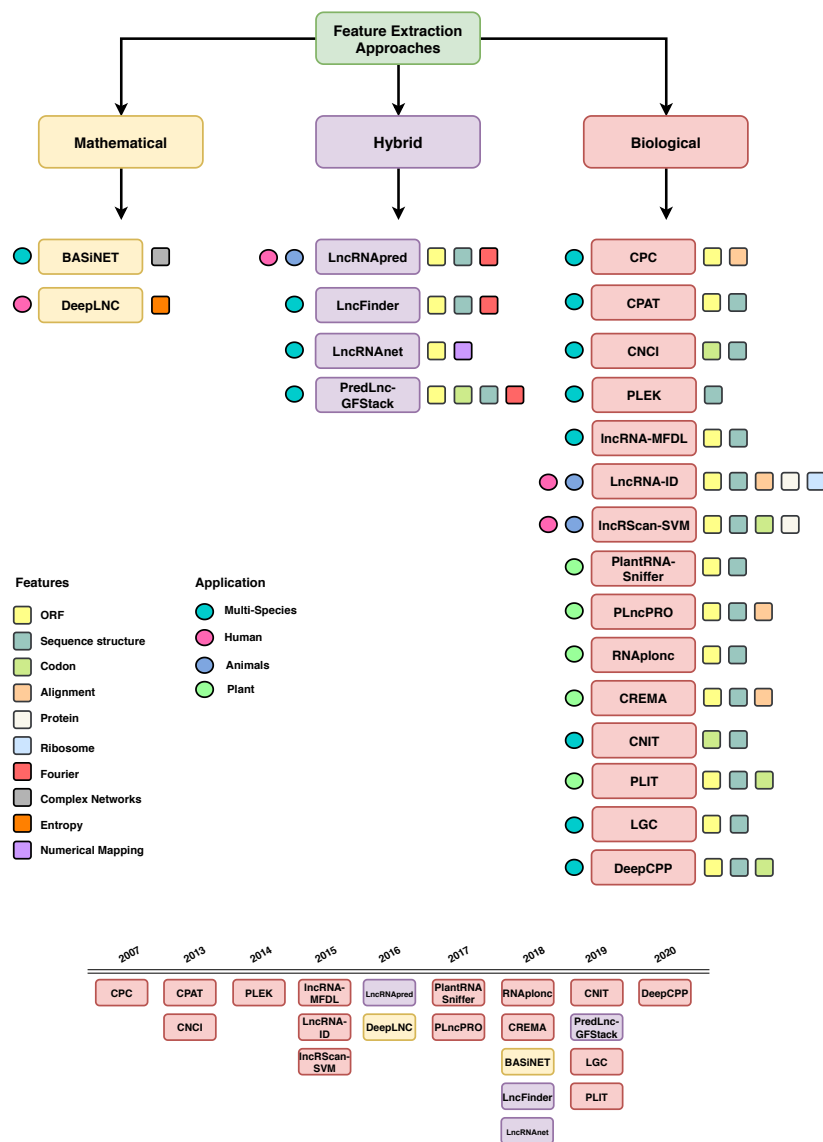 Feature Extraction
Approaches
Mathematical
Hybrid
Biological
BASiNET
DeepLNC
LncRNApred
LncFinder
LncRNAnet
PredLnc-
GFStack
CPC
CPAT
CNCI
PLEK
lncRNA-MFDL
LncRNA-ID
lncRScan-SVM
PlantRNA-
Sniffer
PLncPRO
RNAplonc
CREMA
CNIT
PLIT
LGC
DeepCPP
Features
ORF
Sequence structure
Codon
Alignment
Protein
Ribosome
Fourier
Complex Networks
Entropy
Numerical Mapping
Application
Multi-Species
Human
Animals
Plant
2007
2013
2014
2015
2016
2017
2018
2019
2020
CPC
CPAT
CNCI
PLEK
lncRNA-
MFDL
LncRNA-
ID
lncRScan-
SVM
LncRNApred
DeepLNC
PlantRNA
Sniffer
PLncPRO
RNAplonc
CREMA
BASiNET
LncFinder
LncRNAnet
CNIT
PredLnc-
GFStack
LGC
PLIT
DeepCPP